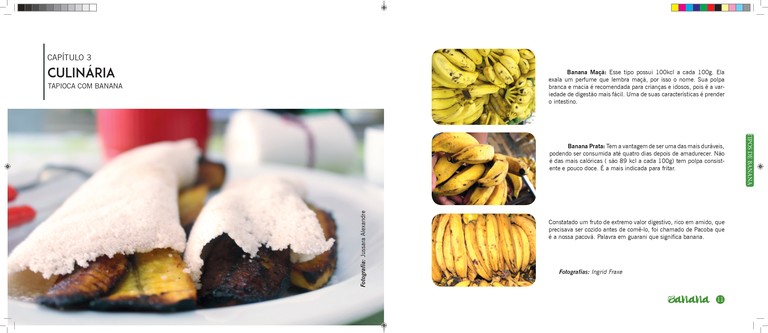 CAPÍTULO 3
CULINÁRIA
TAPIOCA COM BANANA
Fotografia: Jussara Alexandre
Banana Maçã: Esse tipo possui 100kcl a cada 100g. Ela
exala um perfume que lembra maçã, por isso o nome. Sua polpa
branca e macia é recomendada para crianças e idosos, pois é a var-
iedade de digestão mais fácil. Uma de suas características é prender
o intestino.
Banana Prata: Tem a vantagem de ser uma das mais duráveis,
podendo ser consumida até quatro dias depois de amadurecer. Não
é das mais calóricas ( são 89 kcl a cada 100g) tem polpa consist-
ente e pouco doce. É a mais indicada para fritar.
Constatado um fruto de extremo valor digestivo, rico em amido, que
precisava ser cozido antes de comê-lo, foi chamado de Pacoba que
é a nossa pacová. Palavra em guarani que significa banana.
Fotografias: Ingrid Fraxe
TIPOS DE BANANA
Banana